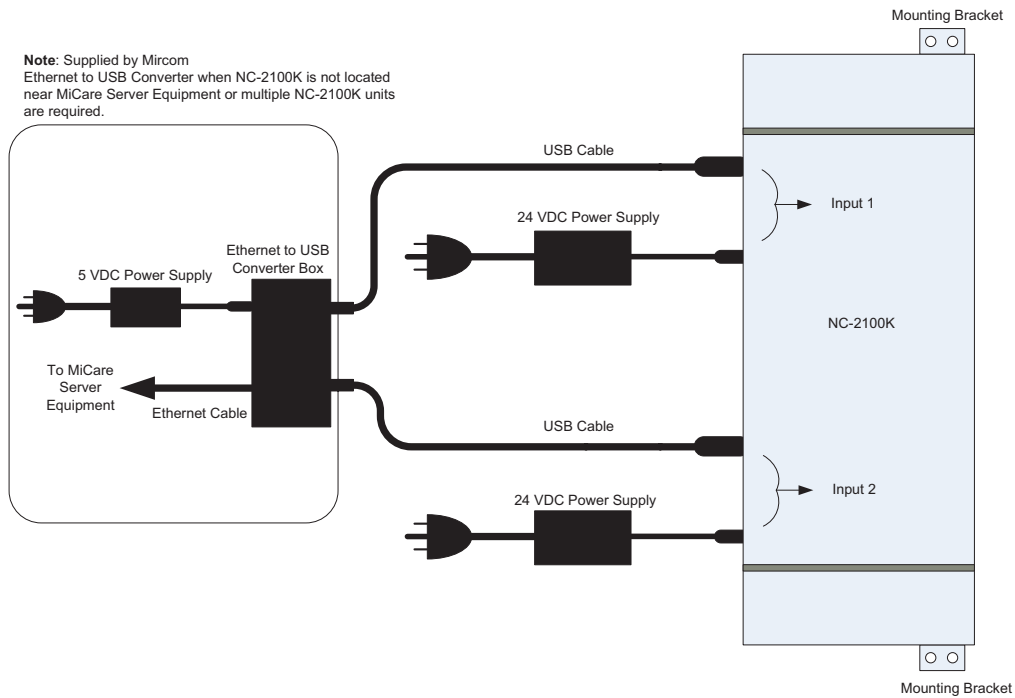 Mounting Bracket
Note: Supplied by Mircom
Ethernet to USB Converter when NC-2100K is not located
near MiCare Server Equipment or multiple NC-2100K units
are required.
USB Cable
Input 1
24 VDC Power Supply
Ethernet to USB
Converter Box
5 VDC Power Supply
NC-2100K
To MiCare
Server
Equipment
Ethernet Cable
USB Cable
Input 2
24 VDC Power Supply
Mounting Bracket